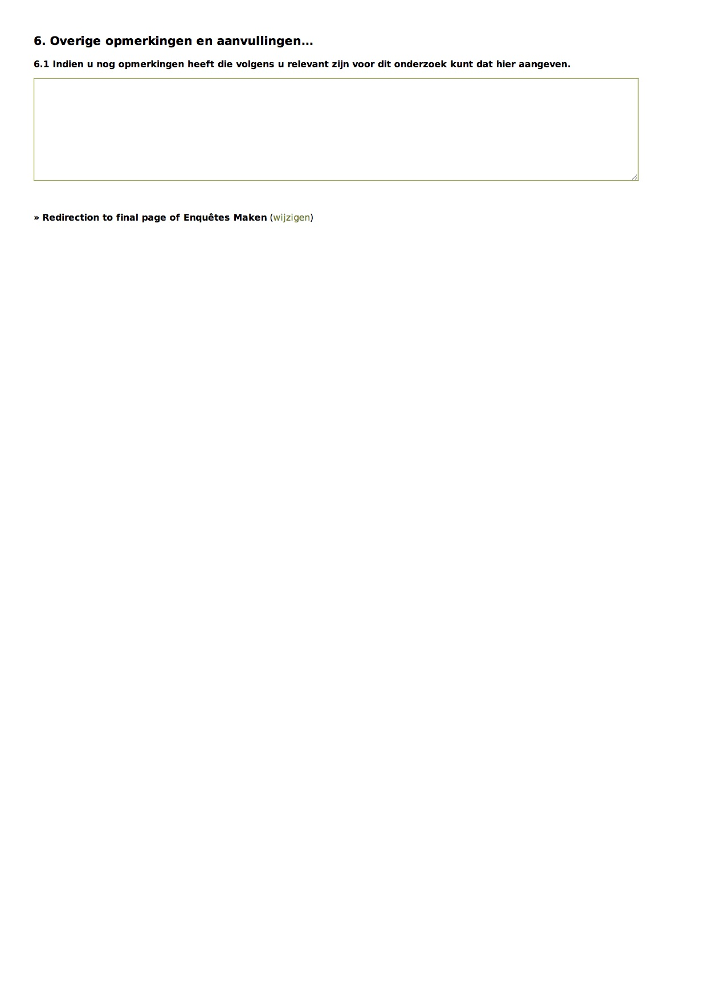 6. Overige opmerkingen en aanvullingen...
6.1 Indien u nog opmerkingen heeft die volgens u relevant zijn voor dit onderzoek kunt dat hier aangeven.
» Redirection to final page of Enquêtes Maken (wijzigen)